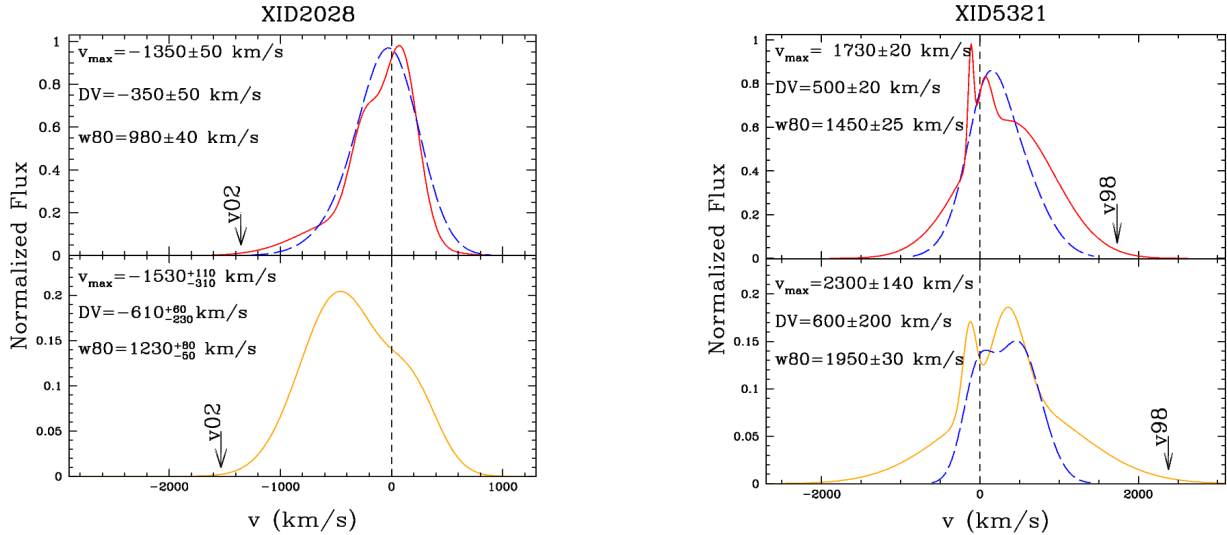 XID2028
v_max=−1350±50 km/s
DV=−350±50 km/s
w80=980±40 km/s
v02
1
0.8
0.6
0.4
0.2
0
v_max=−1530^{+110}_{-310} km/s
DV=−610^{+60}_{-230}km/s
w80=1230^{+80}_{-50} km/s
v02
0.2
0.15
0.1
0.05
0
−2000
−1000
0
1000
Normalized Flux
v (km/s)
XID5321
v_max= 1730±20 km/s
DV=500±20 km/s
w80=1450±25 km/s
v98
1
0.8
0.6
0.4
0.2
0
v_max=2300±140 km/s
DV=600±200 km/s
w80=1950±30 km/s
v98
0.2
0.15
0.1
0.05
0
−2000
0
2000
Normalized Flux
v (km/s)